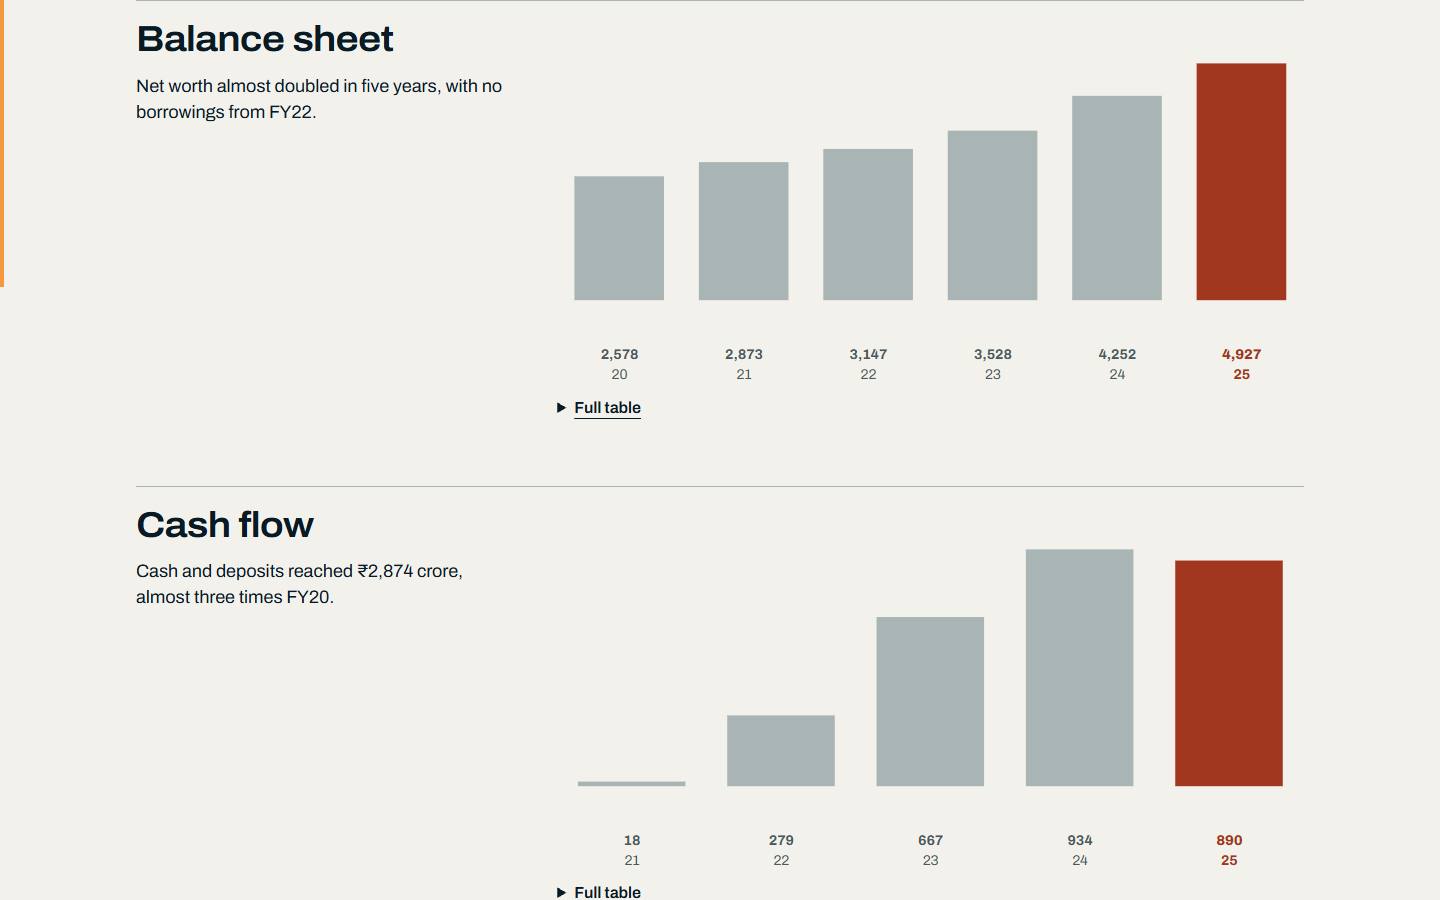 Balance sheet
Net worth almost doubled in five years, with no
borrowings from FY22.
2,578 2,873 3,147 3,528 4,252 4,927
20 21 22 23 24 25
Full table
Cash flow
Cash and deposits reached ₹2,874 crore,
almost three times FY20.
18 279 667 934 890
21 22 23 24 25
Full table